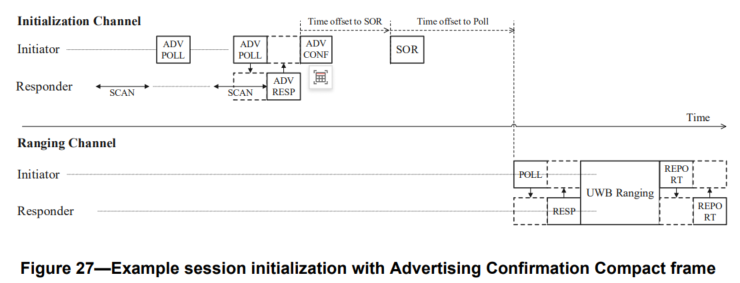 Initialization Channel
Time offset to SOR
Time offset to Poll
Initiator
ADV
POLL
ADV
POLL
ADV
CONF
SOR
Responder
SCAN
SCAN
ADV
RESP
Time
Ranging Channel
Initiator
POLL
UWB Ranging
REPO
RT
Responder
RESP
REPO
RT
Figure 27—Example session initialization with Advertising Confirmation Compact frame